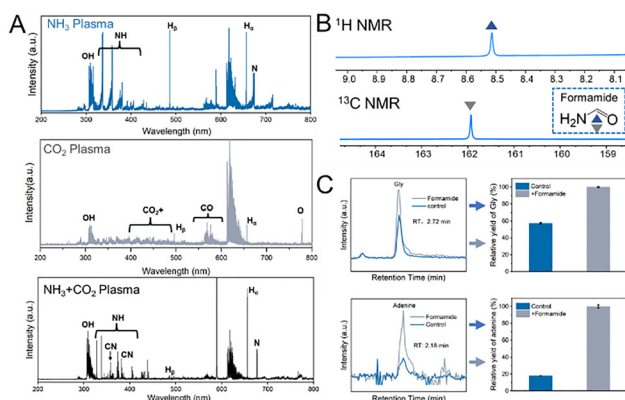 A
NH3 Plasma
OH
NH
Hβ
Hα
N
Intensity (a.u.)
200 300 400 500 600 700 800
Wavelength (nm)
CO2 Plasma
OH
CO2+
Hβ
CO
Hα
O
Intensity(a.u.)
200 300 400 500 600 700 800
Wavelength (nm)
NH3+CO2 Plasma
OH
NH
CN
CN
Hβ
Hα
N
Intensity (a.u.)
200 300 400 500 600 700 800
Wavelength (nm)
B
1H NMR
9.0 8.9 8.8 8.7 8.6 8.5 8.4 8.3 8.2 8.1
13C NMR
Formamide
H2N
O
164 163 162 161 160 159
C
Gly
Formamide
control
RT: 2.72 min
Intensity (a.u.)
Retention Time (min)
Control
+Formamide
Relative yield of Gly (%)
100
80
60
40
20
0
Adenine
Formamide
Control
RT: 2.18 min
Intensity (a.u.)
Retention Time (min)
Control
+Formamide
Relative yield of adenine (%)
100
80
60
40
20
0